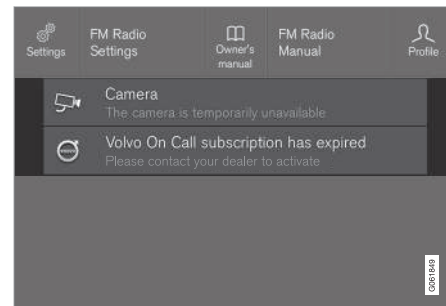 Settings
FM Radio
Settings
Owner's
manual
FM Radio
Manual
Profile
Camera
The camera is temporarily unavailable
Volvo On Call subscription has expired
Please contact your dealer to activate
G061849